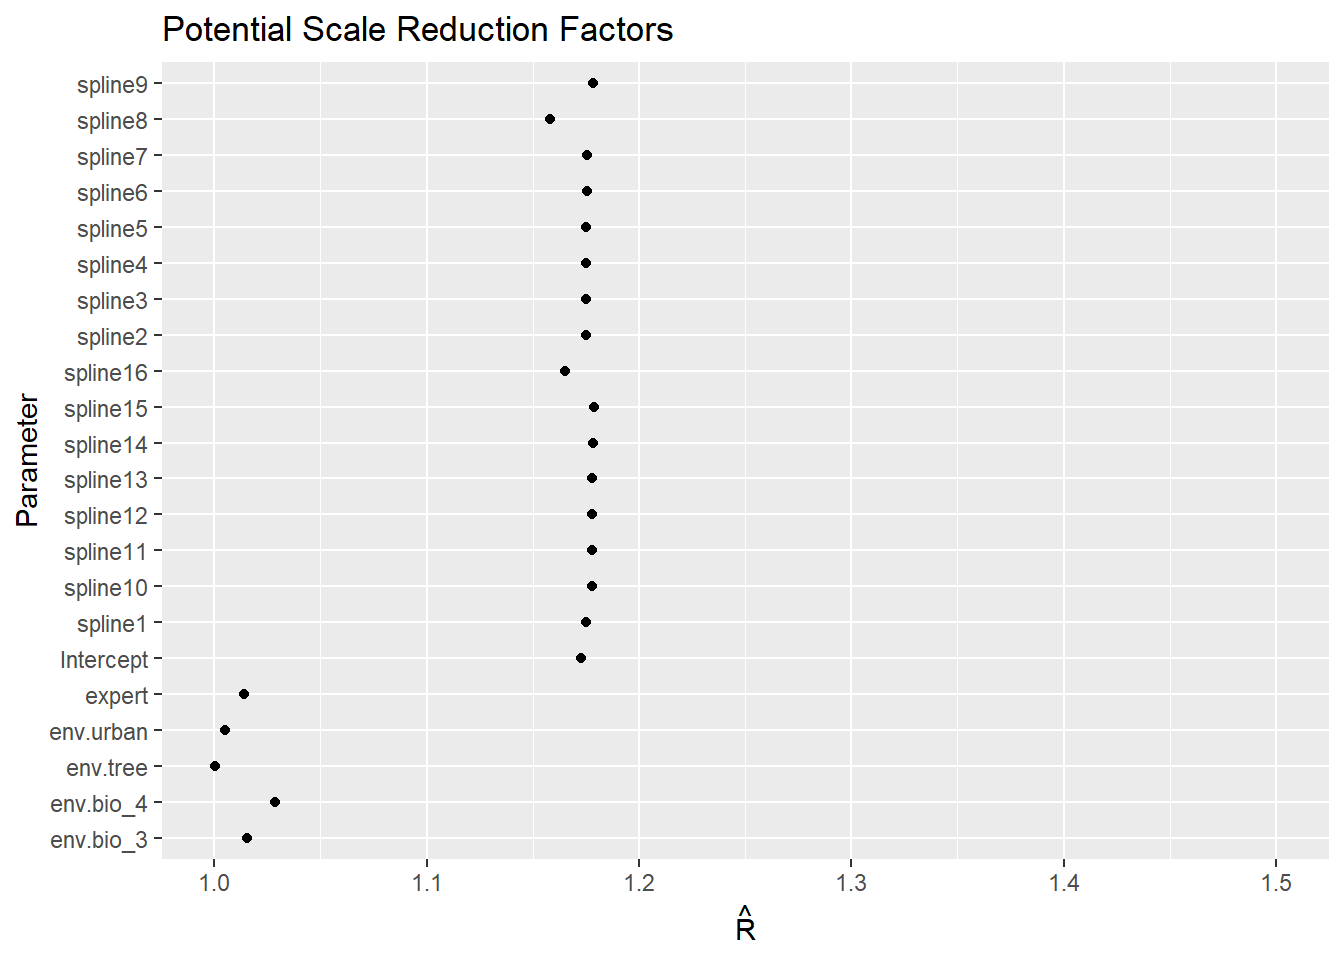 Potential Scale Reduction Factors
Parameter
spline9
spline8
spline7
spline6
spline5
spline4
spline3
spline2
spline16
spline15
spline14
spline13
spline12
spline11
spline10
spline1
Intercept
expert
env.urban
env.tree
env.bio_4
env.bio_3
1.0 1.1 1.2 1.3 1.4 1.5
R̂